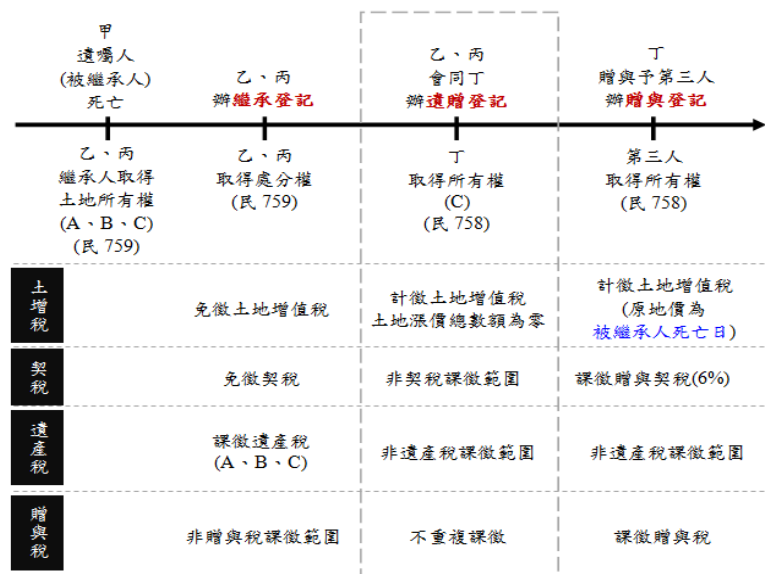 甲
遺囑人
(被繼承人)
死亡
乙、丙
辦繼承登記
乙、丙
會同丁
辦遺贈登記
丁
贈與予第三人
辦贈與登記
乙、丙
繼承人取得
土地所有權
(A、B、C)
(民 759)
乙、丙
取得處分權
(民 759)
丁
取得所有權
(C)
(民 758)
第三人
取得所有權
(民 758)
土增稅
免徵土地增值稅
計徵土地增值稅
土地漲價總數額為零
計徵土地增值稅
(原地價為
被繼承人死亡日)
契稅
免徵契稅
非契稅課徵範圍
課徵贈與契稅(6%)
遺產稅
課徵遺產稅
(A、B、C)
非遺產稅課徵範圍
非遺產稅課徵範圍
贈與稅
非贈與稅課徵範圍
不重複課徵
課徵贈與稅